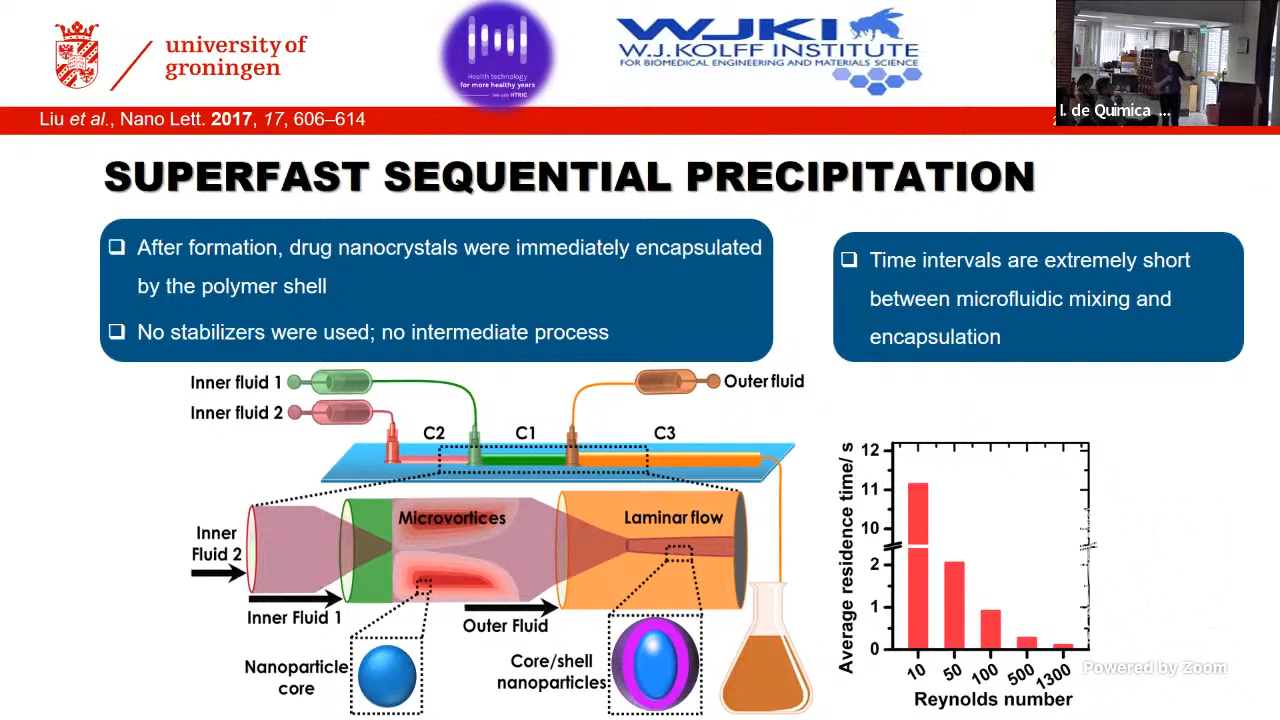 university of
groningen
Health technology
for more healthy years
we are HTRIC
WJKI
W.J.KOLFF INSTITUTE
FOR BIOMEDICAL ENGINEERING AND MATERIALS SCIENCE
I. de Quimica ...
Liu et al., Nano Lett. 2017, 17, 606–614
SUPERFAST SEQUENTIAL PRECIPITATION
❑ After formation, drug nanocrystals were immediately encapsulated
by the polymer shell
❑ No stabilizers were used; no intermediate process
❑ Time intervals are extremely short
between microfluidic mixing and
encapsulation
Inner fluid 1
Inner fluid 2
Outer fluid
C2 C1 C3
Microvortices
Laminar flow
Inner
Fluid 2
Inner Fluid 1
Outer Fluid
Nanoparticle
core
Core/shell
nanoparticles
Average residence time/ s
12
11
10
2
1
0
10 50 100 500 1300
Reynolds number
Powered by Zoom